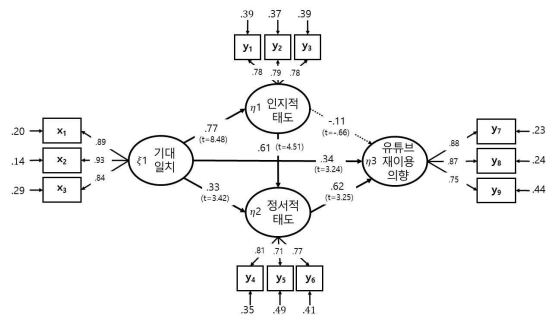 .39 .37 .39
y1 y2 y3
.78 .79 .78
η1 인지적
태도
-.11
(t=-.66)
.77
(t=8.48)
.20 x1 .89
.14 x2 .93
.29 x3 .84
ξ1 기대
일치
.61 (t=4.51)
.34
(t=3.24)
η3 유튜브
재이용
의향
.88 y7 .23
.87 y8 .24
.75 y9 .44
.33
(t=3.42)
.62
(t=3.25)
η2 정서적
태도
.81 .71 .77
y4 y5 y6
.35 .49 .41